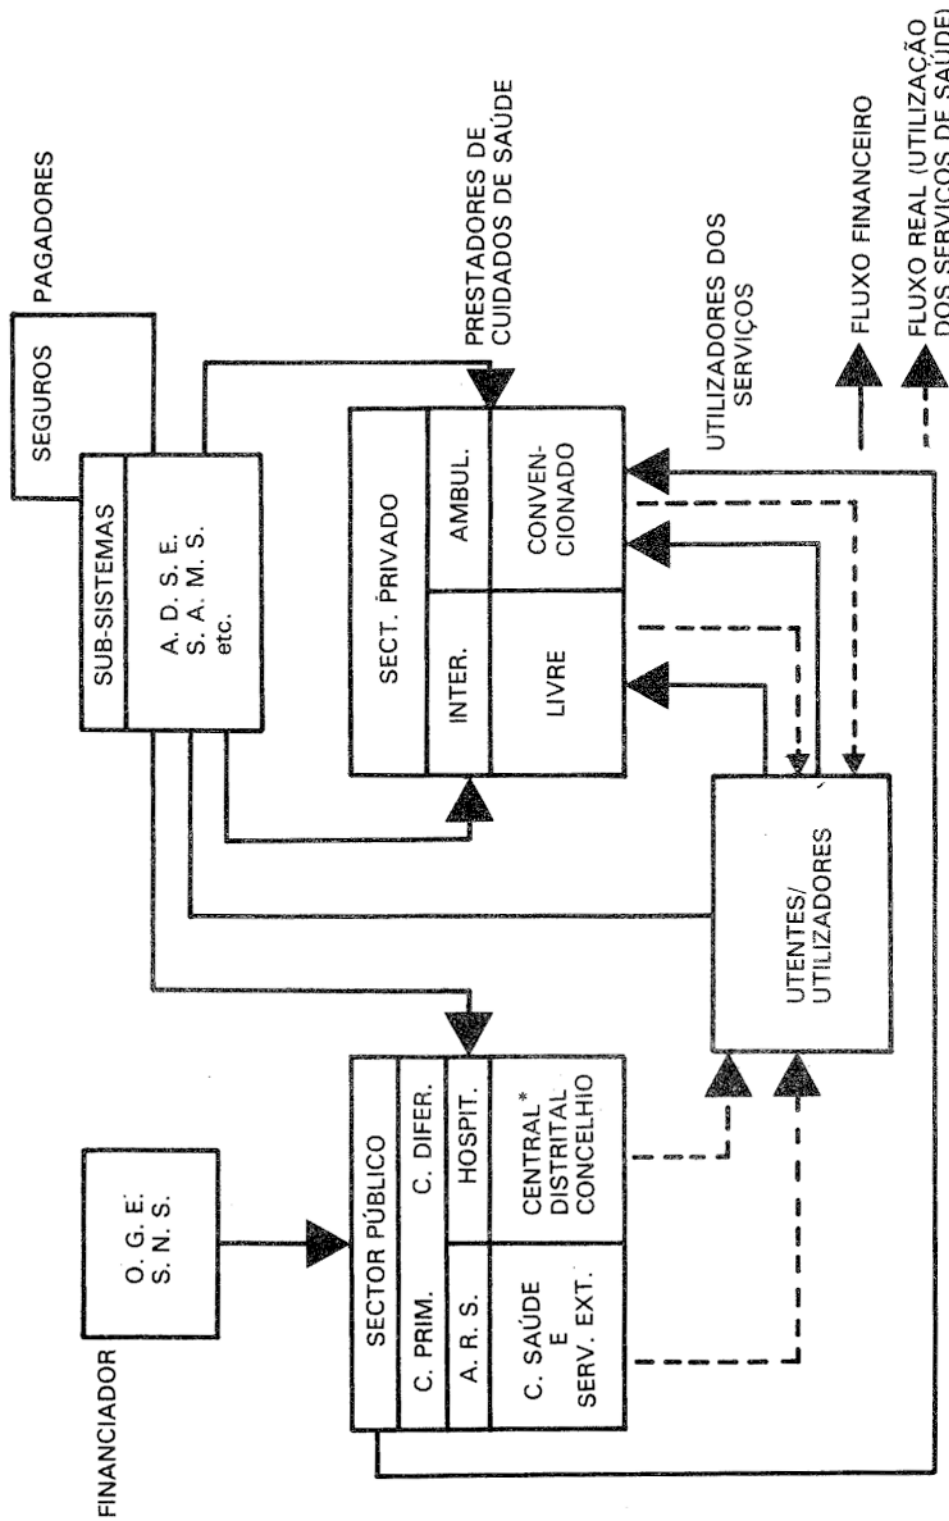 FINANCIADOR
O. G. E.
S. N. S.
SUB-SISTEMAS
A. D. S. E.
S. A. M. S.
etc.
SEGUROS
PAGADORES
SECTOR PÚBLICO
C. PRIM.
C. DIFER.
A. R. S.
HOSPIT.
C. SAÚDE
E
SERV. EXT.
CENTRAL*
DISTRITAL
CONCELHIO
SECT. PRIVADO
INTER.
AMBUL.
LIVRE
CONVEN-
CIONADO
PRESTADORES DE
CUIDADOS DE SAÚDE
UTENTES/
UTILIZADORES
UTILIZADORES DOS
SERVIÇOS
FLUXO FINANCEIRO
FLUXO REAL (UTILIZAÇÃO
DOS SERVIÇOS DE SAÚDE)